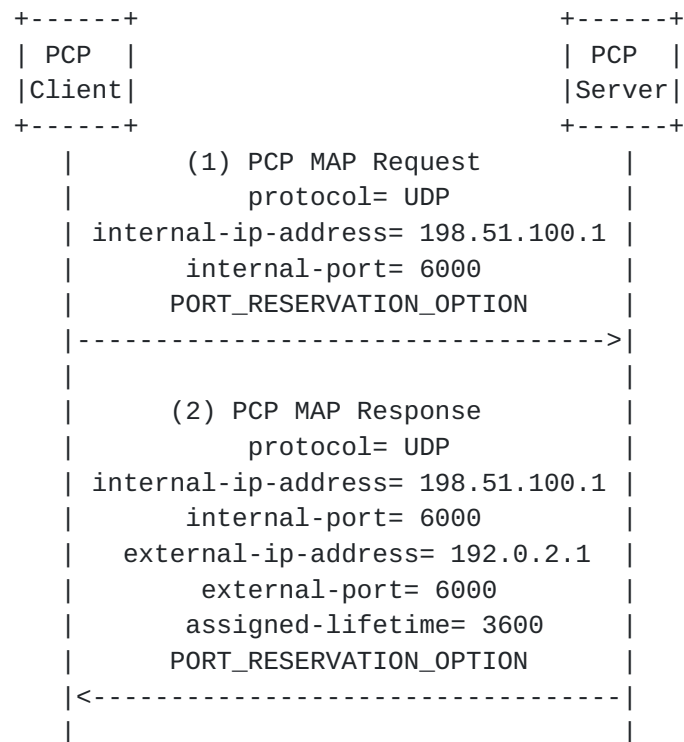 +------+                           +------+
| PCP  |                           | PCP  |
|Client|                           |Server|
+------+                           +------+
   |       (1) PCP MAP Request         |
   |           protocol= UDP           |
   | internal-ip-address= 198.51.100.1 |
   |       internal-port= 6000         |
   |      PORT_RESERVATION_OPTION      |
   |---------------------------------->|
   |                                   |
   |      (2) PCP MAP Response         |
   |           protocol= UDP           |
   | internal-ip-address= 198.51.100.1 |
   |       internal-port= 6000         |
   |   external-ip-address= 192.0.2.1  |
   |        external-port= 6000        |
   |       assigned-lifetime= 3600     |
   |      PORT_RESERVATION_OPTION      |
   |<----------------------------------|
   |                                   |